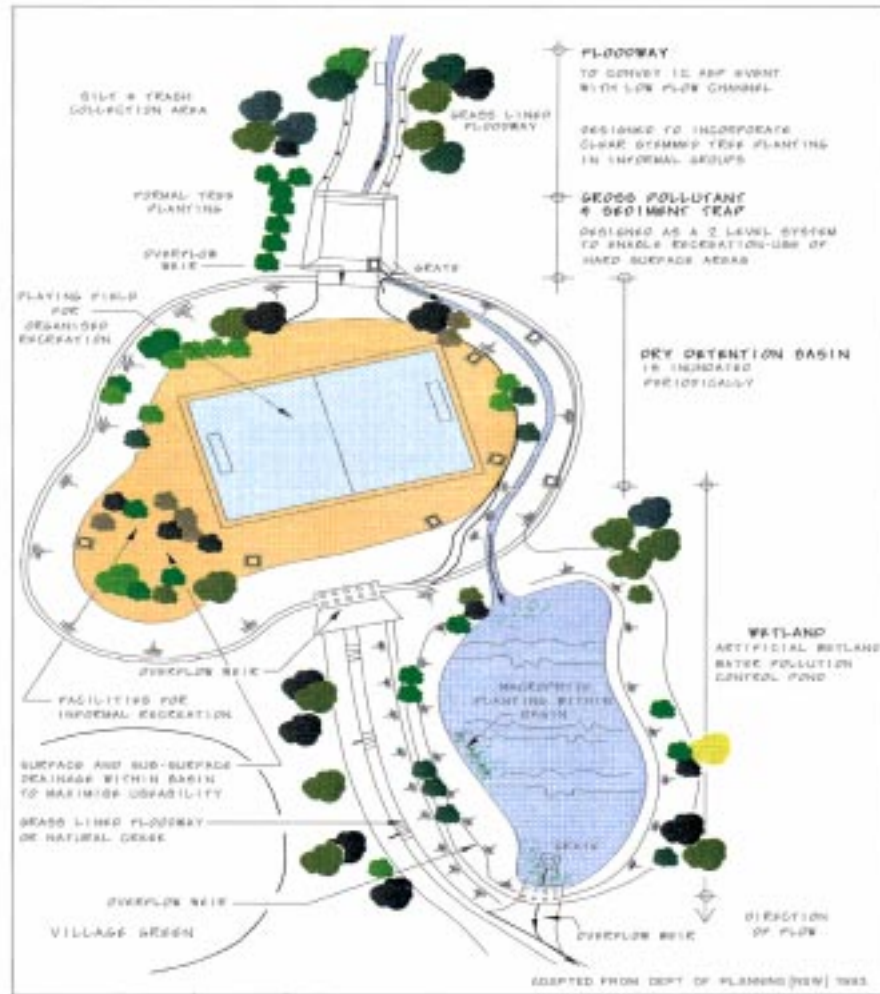 FLOODWAY
TO CONVEY 1% AEP EVENT
WITH LOW FLOW CHANNEL
DESIGNED TO INCORPORATE
CLEAR STEMMED TREE PLANTING
IN INFORMAL GROUPS
GROSS POLLUTANT
& SEDIMENT TRAP
DESIGNED AS A 2 LEVEL SYSTEM
TO ENABLE RECREATION-USE OF
HARD SURFACE AREAS
DRY DETENTION BASIN
IS INUNDATED
PERIODICALLY
WETLAND
ARTIFICIAL WETLAND
WATER POLLUTION
CONTROL POND
DIRECTION
OF FLOW
SILT & TRASH
COLLECTION AREA
GRASS LINED
FLOODWAY
FORMAL TREE
PLANTING
OVERFLOW
WEIR
GRATE
PLAYING FIELD
FOR
ORGANISED
RECREATION
OVERFLOW WEIR
FACILITIES FOR
INFORMAL RECREATION
MACROPHYTE
PLANTING WITHIN
BASIN
SURFACE AND SUB-SURFACE
DRAINAGE WITHIN BASIN
TO MAXIMISE USEABILITY
GRASS LINED FLOODWAY
OR NATURAL CREEK
GRATE
OVERFLOW WEIR
VILLAGE GREEN
OVERFLOW WEIR
ADAPTED FROM DEPT OF PLANNING [NSW] 1993